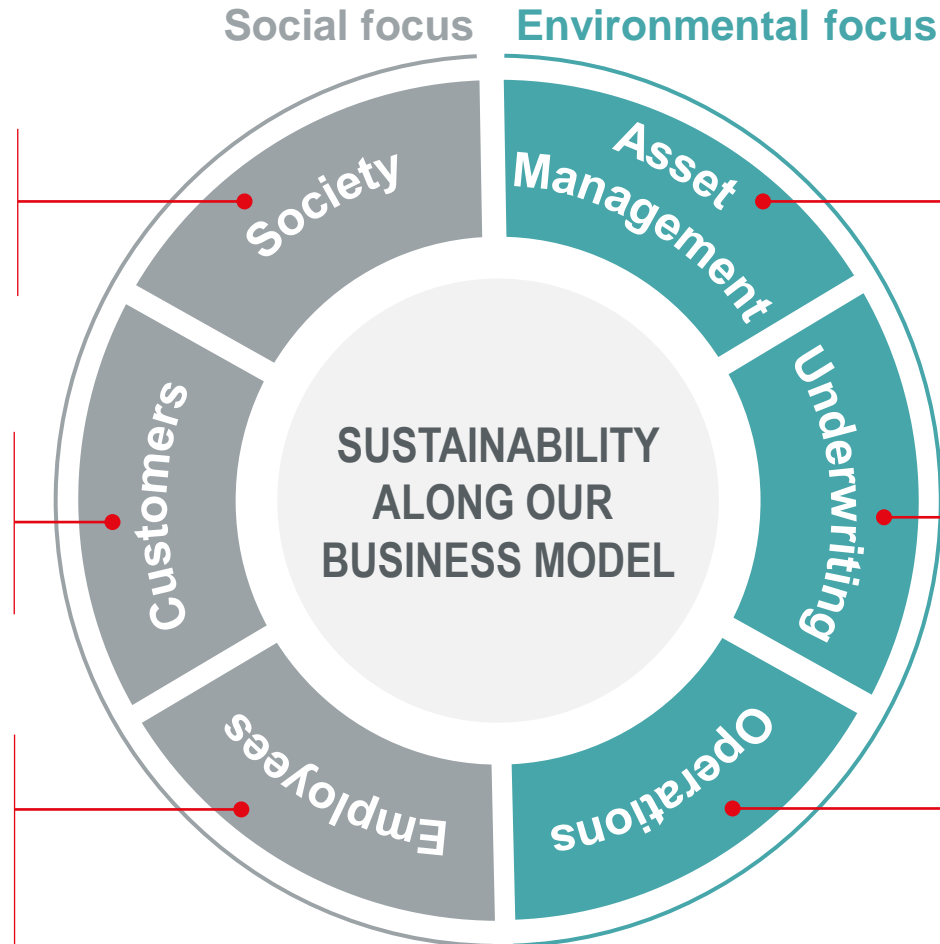 Social focus
Environmental focus
Society
Asset
Management
Customers
Underwriting
SUSTAINABILITY
ALONG OUR
BUSINESS MODEL
Employees
Operations